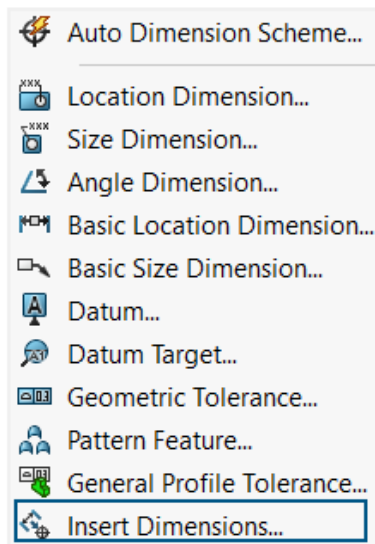 Auto Dimension Scheme...
Location Dimension...
Size Dimension...
Angle Dimension...
Basic Location Dimension...
Basic Size Dimension...
Datum...
Datum Target...
Geometric Tolerance...
Pattern Feature...
General Profile Tolerance...
Insert Dimensions...